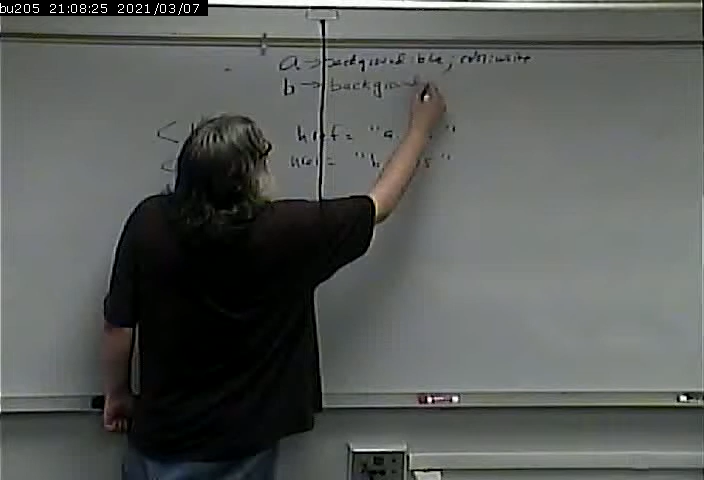 bu205 21:08:25 2021/03/07
a → background: blue; color: white
b → background
< href= "a "
< href= "b s"